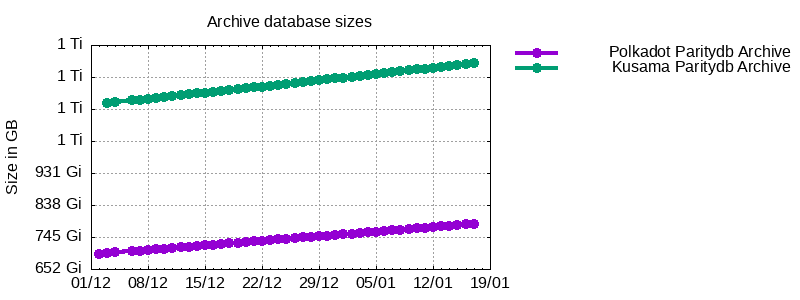 Archive database sizes
Polkadot Paritydb Archive
Kusama Paritydb Archive
Size in GB
1 Ti
1 Ti
1 Ti
1 Ti
931 Gi
838 Gi
745 Gi
652 Gi
01/12 08/12 15/12 22/12 29/12 05/01 12/01 19/01